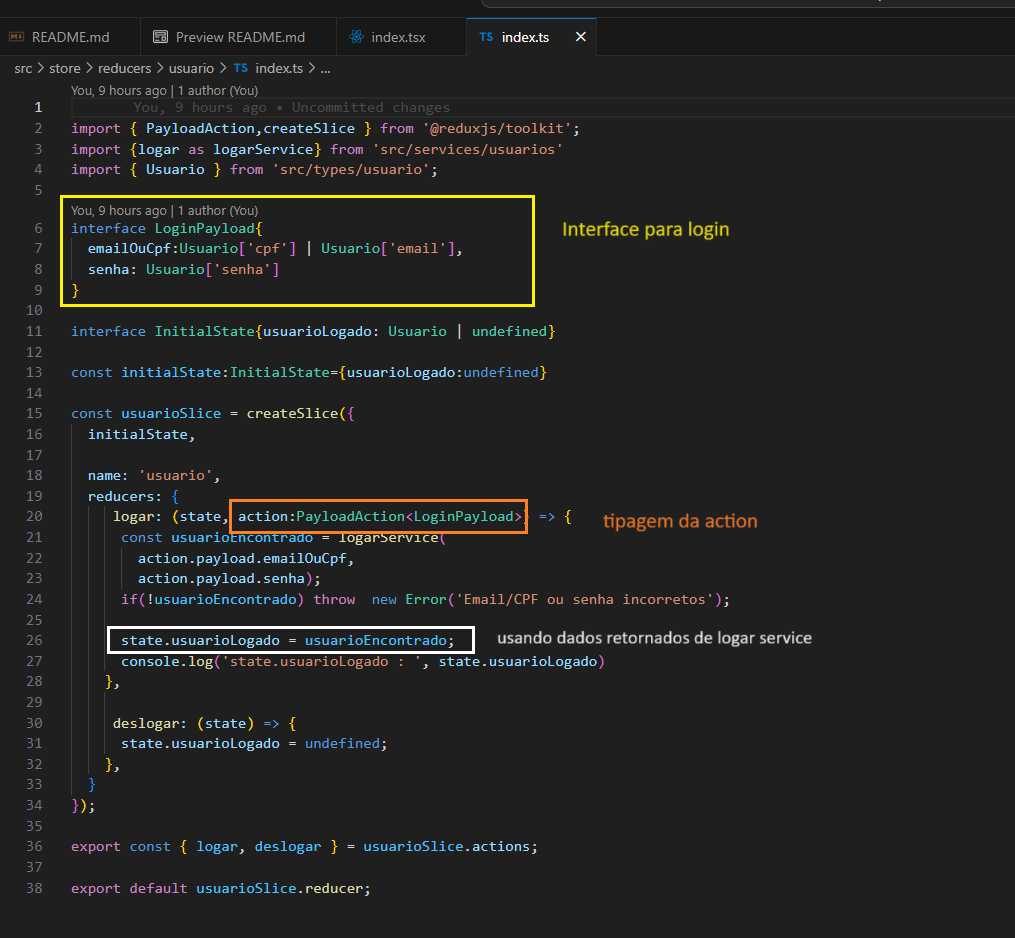 README.md Preview README.md index.tsx TS index.ts ×
src > store > reducers > usuario > TS index.ts > ...
You, 9 hours ago | 1 author (You)
1 You, 9 hours ago • Uncommitted changes
2 import { PayloadAction,createSlice } from '@reduxjs/toolkit';
3 import {logar as logarService} from 'src/services/usuarios'
4 import { Usuario } from 'src/types/usuario';
5
You, 9 hours ago | 1 author (You)
6 interface LoginPayload{
Interface para login
7 emailOuCpf:Usuario['cpf'] | Usuario['email'],
8 senha: Usuario['senha']
9 }
10
11 interface InitialState{usuarioLogado: Usuario | undefined}
12
13 const initialState:InitialState={usuarioLogado:undefined}
14
15 const usuarioSlice = createSlice({
16 initialState,
17
18 name: 'usuario',
19 reducers: {
20 logar: (state, action:PayloadAction<LoginPayload>) => {
tipagem da action
21 const usuarioEncontrado = logarService(
22 action.payload.emailOuCpf,
23 action.payload.senha);
24 if(!usuarioEncontrado) throw  new Error('Email/CPF ou senha incorretos');
25
26 state.usuarioLogado = usuarioEncontrado;
usando dados retornados de logar service
27 console.log('state.usuarioLogado : ', state.usuarioLogado)
28 },
29
30 deslogar: (state) => {
31 state.usuarioLogado = undefined;
32 },
33 }
34 });
35
36 export const { logar, deslogar } = usuarioSlice.actions;
37
38 export default usuarioSlice.reducer;